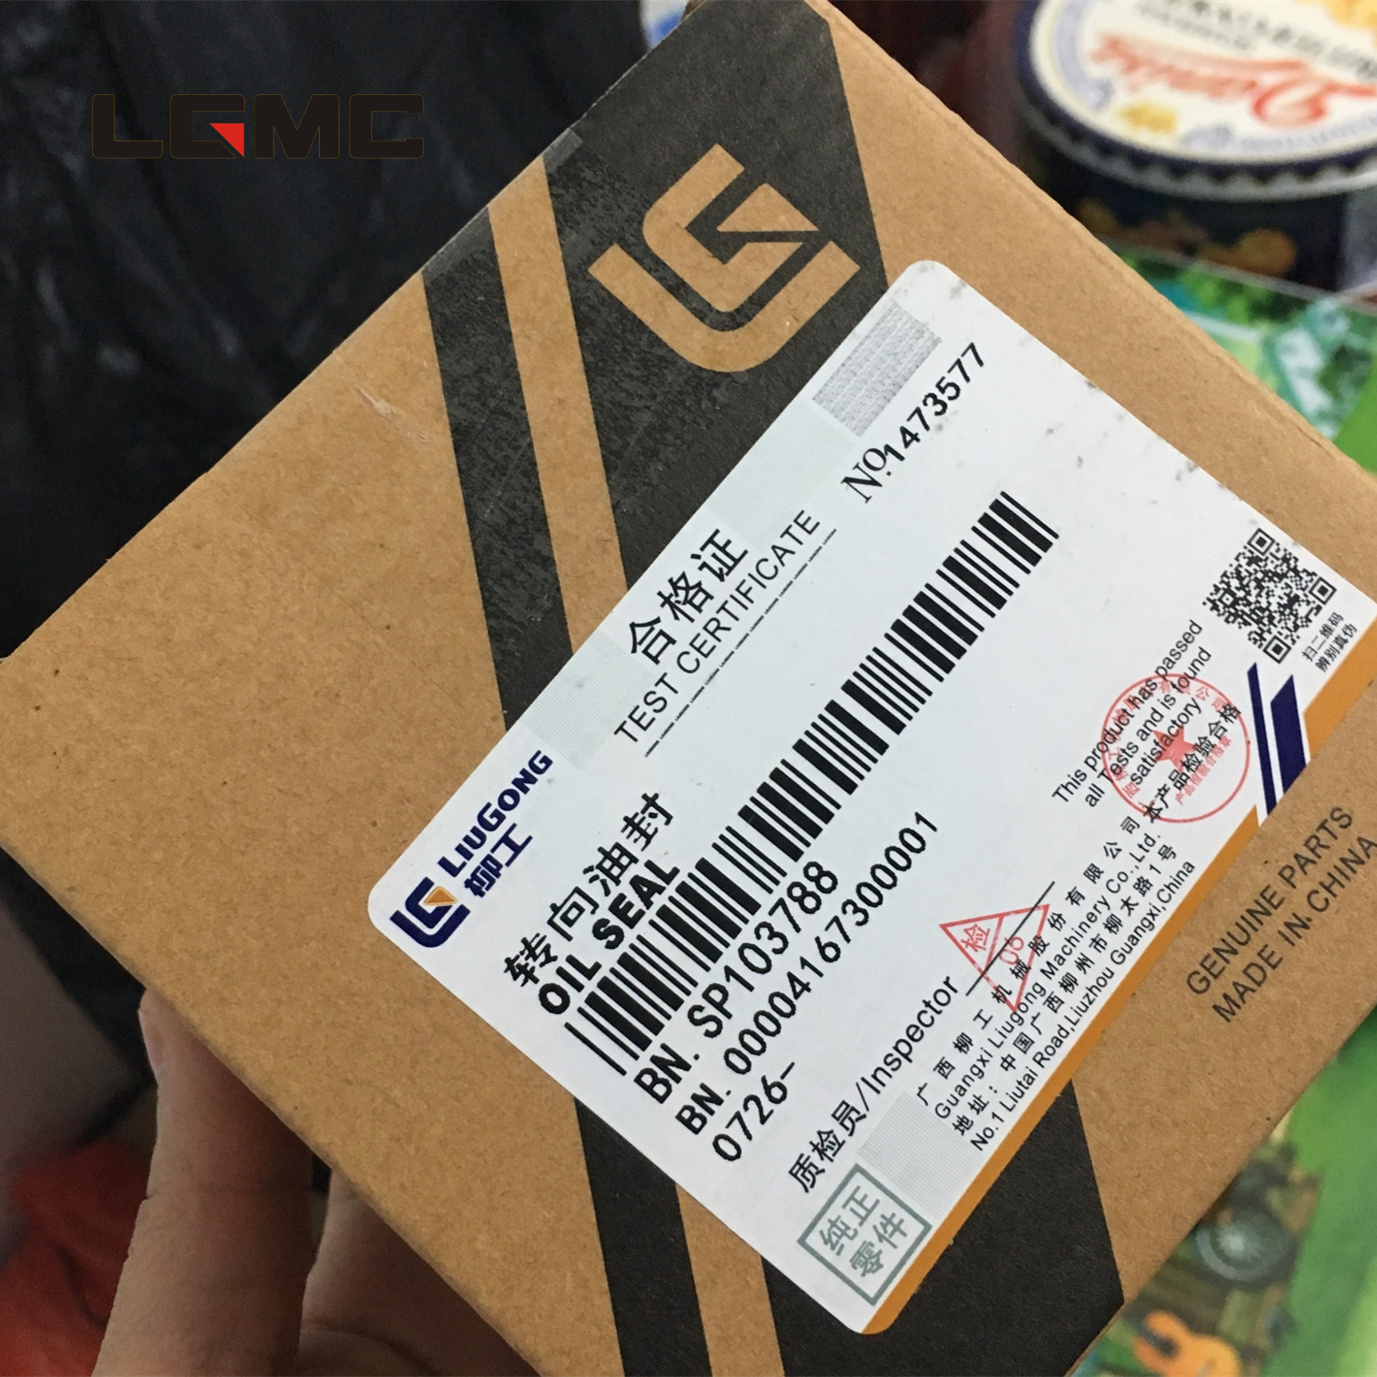 LGMC
合格证
TEST CERTIFICATE
No.1473577
LIUGONG
柳工
转向油封
OIL SEAL
BN. SP103788
BN. 00004167300001
0726-
质检员/Inspector
检
06
This product has passed
all Tests and is found
satisfactory
本产品检验合格
扫二维码
辨别真伪
广西柳工机械股份有限公司
Guangxi Liugong Machinery Co.,Ltd.
地址：中国广西柳州市柳太路1号
No.1 Liutai Road,Liuzhou Guangxi,China
纯正
零件
GENUINE PARTS
MADE IN CHINA